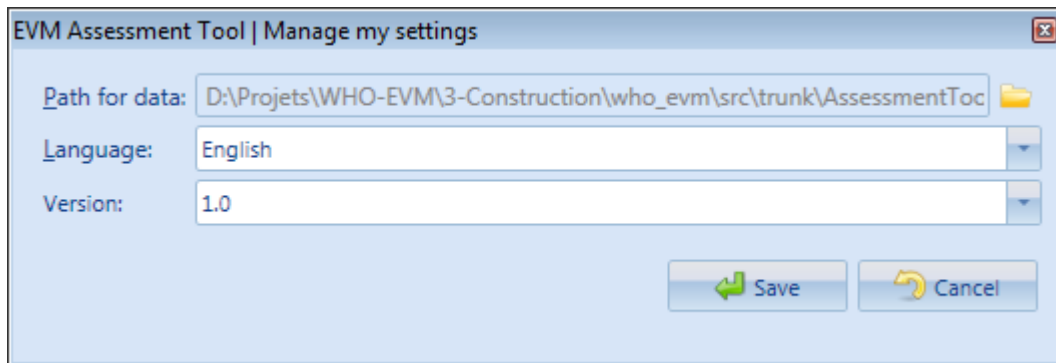 EVM Assessment Tool | Manage my settings
Path for data: D:\Projets\WHO-EVM\3-Construction\who_evm\src\trunk\AssessmentToc
Language: English
Version: 1.0
Save Cancel